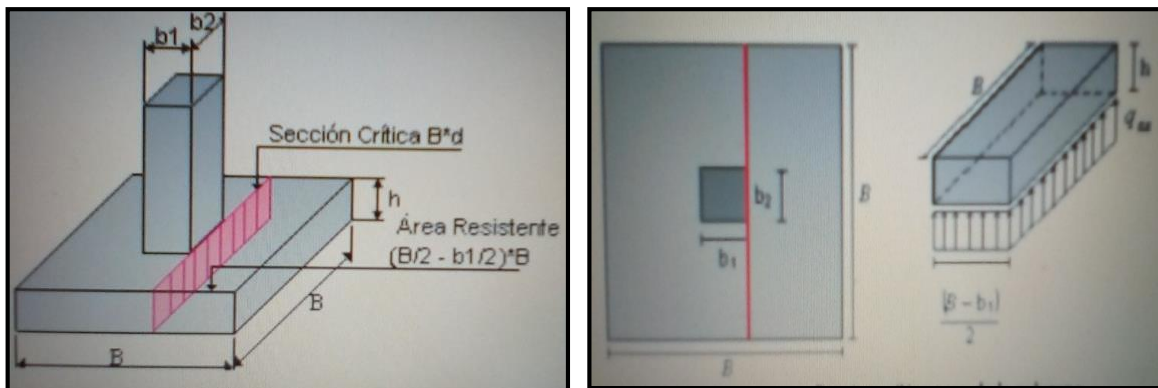 b1
b2
Sección Crítica B*d
h
Área Resistente
(B/2 - b1/2)*B
B
B
b₂
b₁
B
B
B
h
(B - b₁)
2